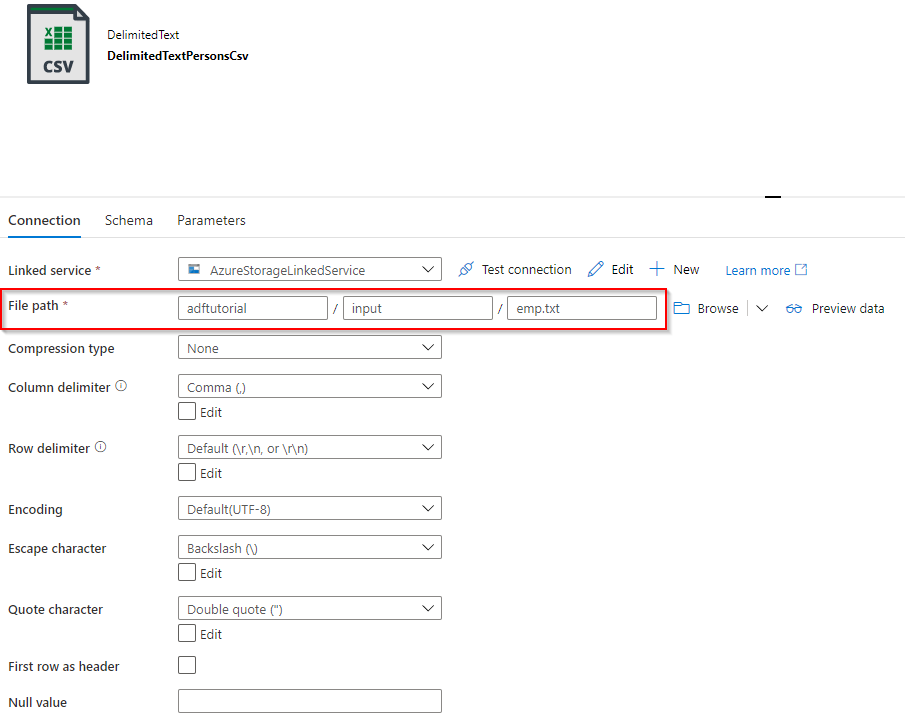 CSV
DelimitedText
DelimitedTextPersonsCsv
Connection Schema Parameters
Linked service * AzureStorageLinkedService Test connection Edit New Learn more
File path * adftutorial / input / emp.txt Browse Preview data
Compression type None
Column delimiter Comma (,)
Edit
Row delimiter Default (\r,\n, or \r\n)
Edit
Encoding Default(UTF-8)
Escape character Backslash (\)
Edit
Quote character Double quote (")
Edit
First row as header
Null value